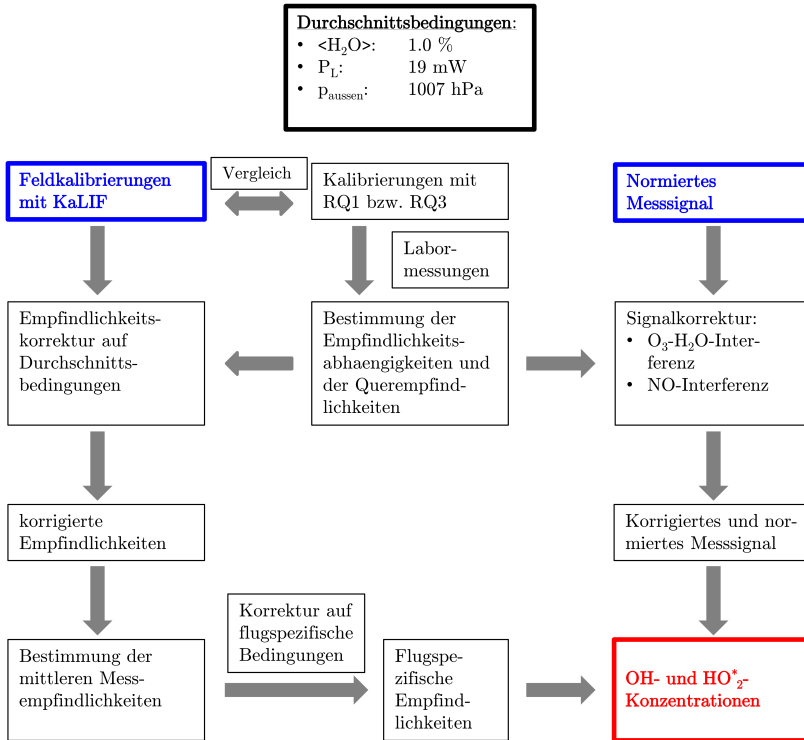 Durchschnittsbedingungen:
• <H₂O>: 1.0 %
• P_L: 19 mW
• p_aussen: 1007 hPa
Feldkalibrierungen
mit KaLIF
Vergleich
Kalibrierungen mit
RQ1 bzw. RQ3
Normiertes
Messsignal
Labor-
messungen
Empfindlichkeits-
korrektur auf
Durchschnitts-
bedingungen
Bestimmung der
Empfindlichkeits-
abhaengigkeiten und
der Querempfind-
lichkeiten
Signalkorrektur:
• O₃-H₂O-Inter-
ferenz
• NO-Interferenz
korrigierte
Empfindlichkeiten
Korrigiertes und nor-
miertes Messsignal
Bestimmung der
mittleren Mess-
empfindlichkeiten
Korrektur auf
flugspezifische
Bedingungen
Flugspe-
zifische
Empfind-
lichkeiten
OH- und HO*₂-
Konzentrationen